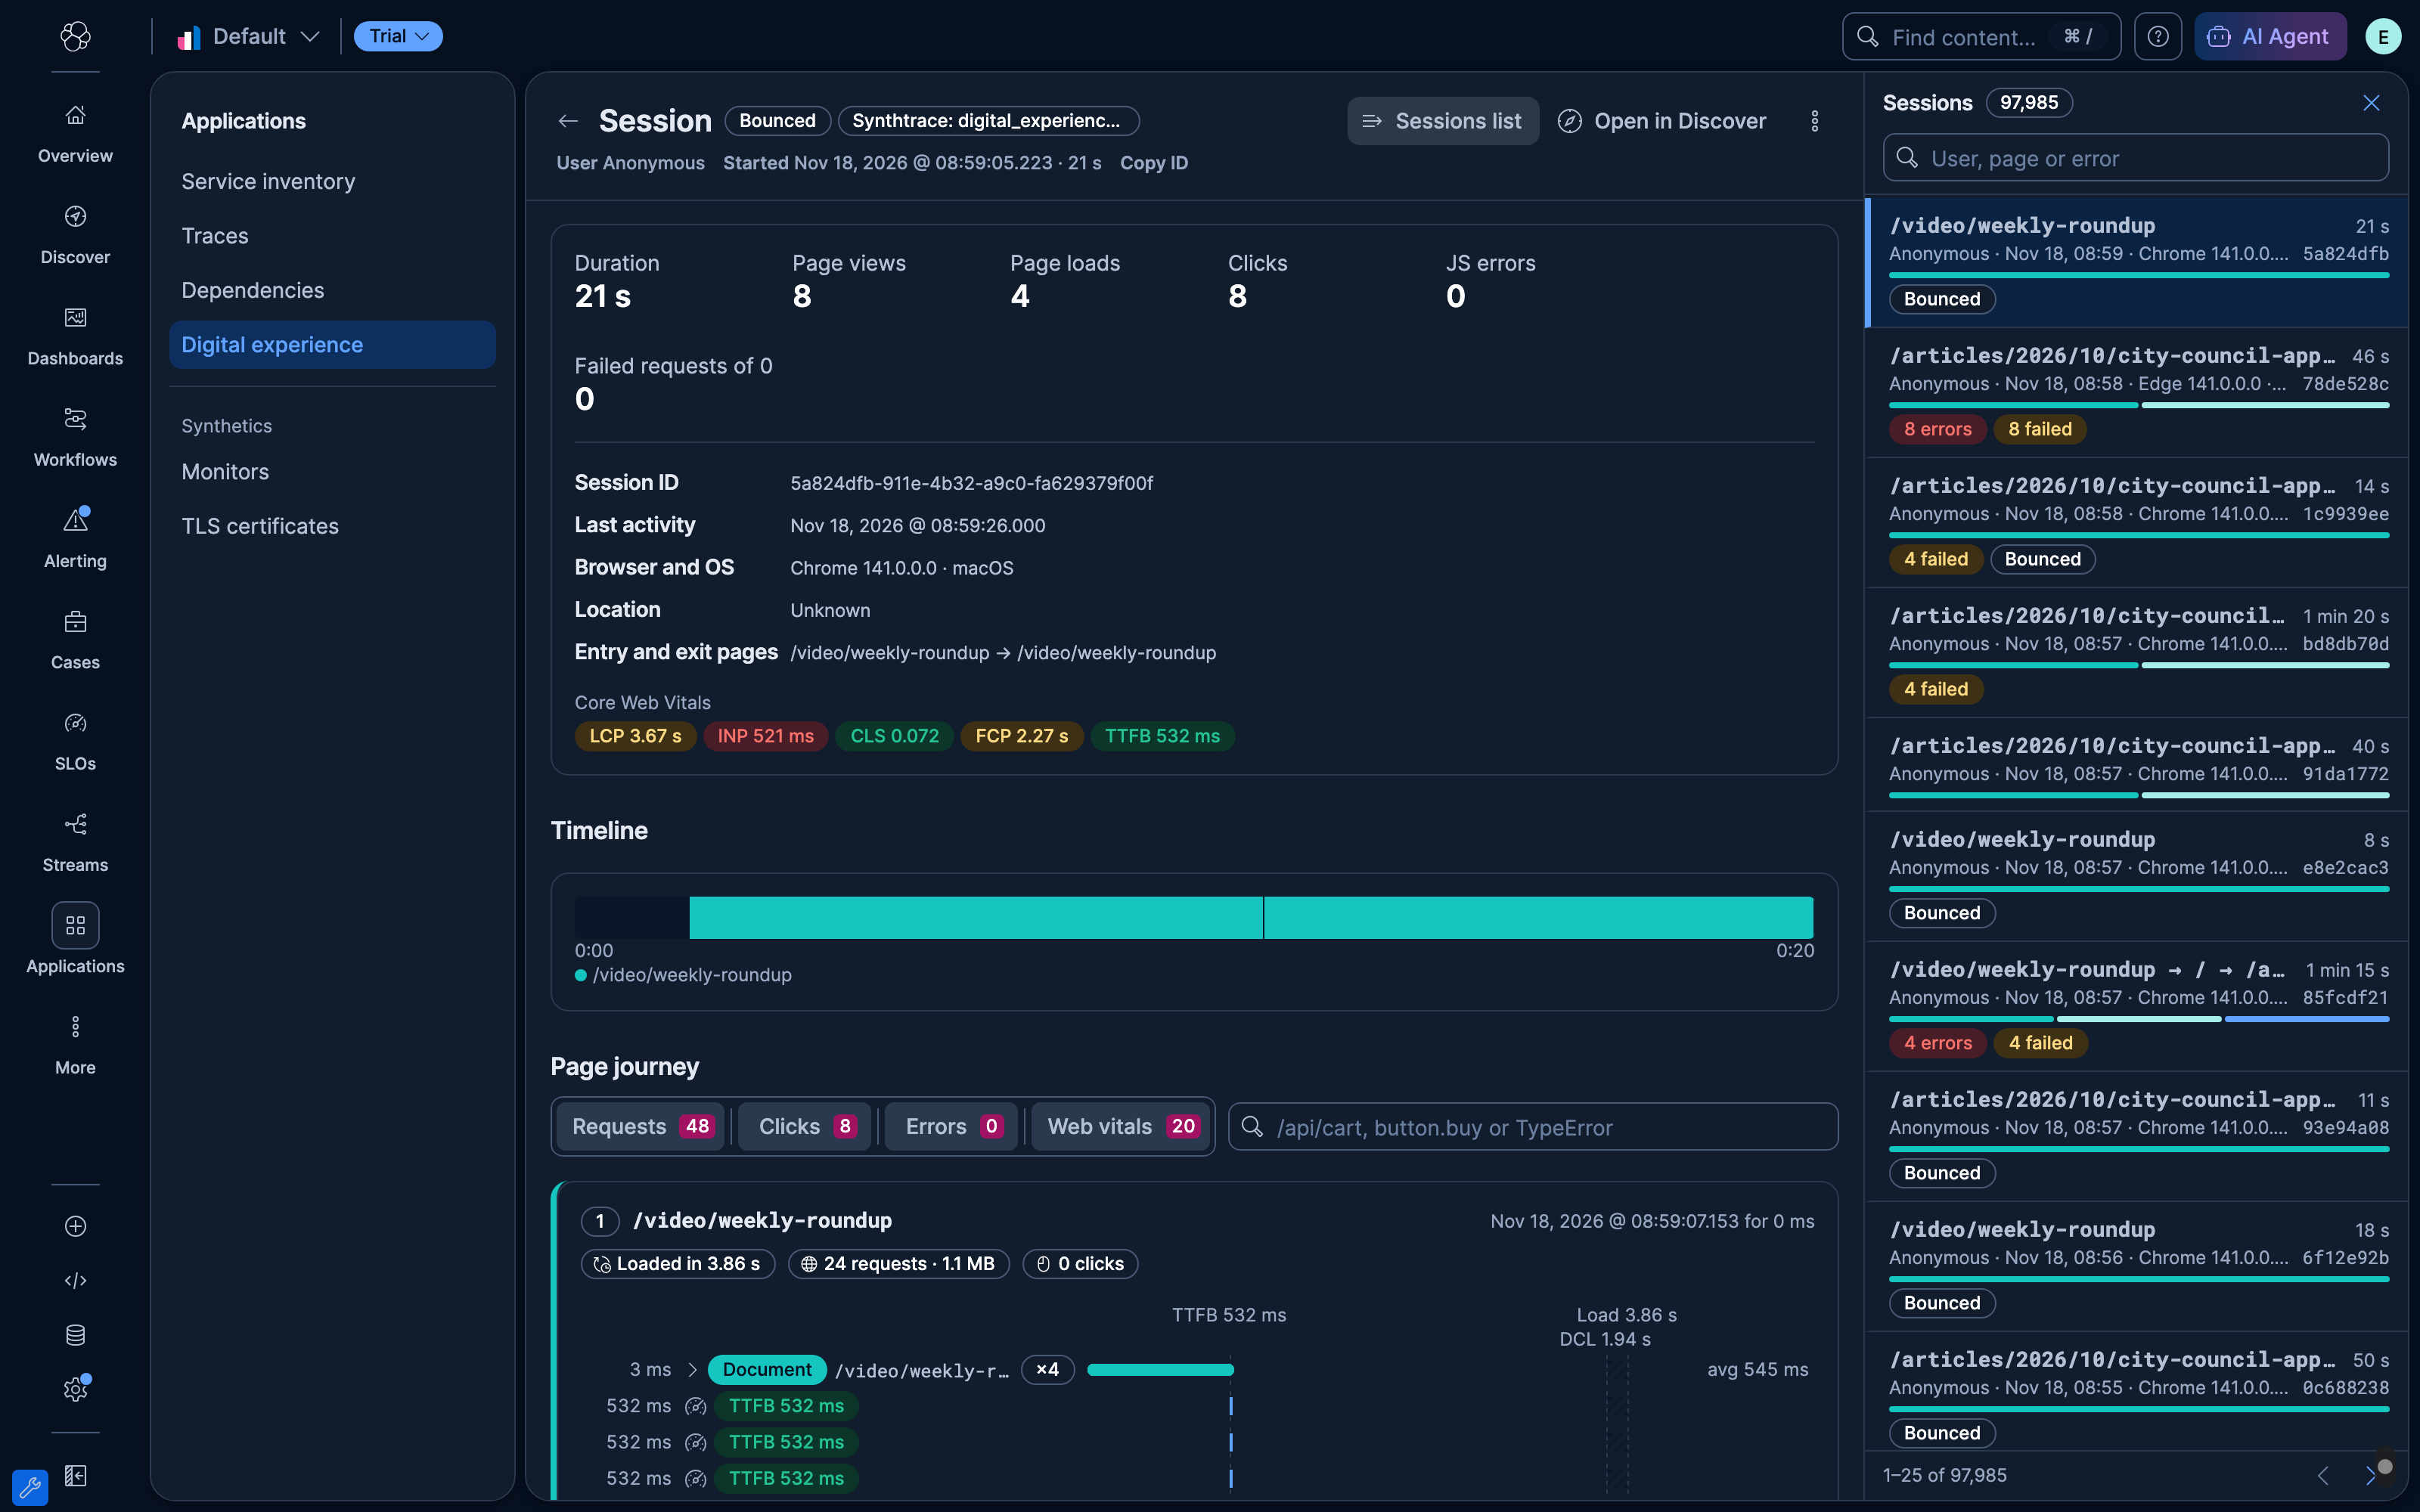 Default
Trial
Find content...
⌘ /
AI Agent
E
Overview
Discover
Dashboards
Workflows
Alerting
Cases
SLOs
Streams
Applications
More
Applications
Service inventory
Traces
Dependencies
Digital experience
Synthetics
Monitors
TLS certificates
Session
Bounced
Synthtrace: digital_experienc...
Sessions list
Open in Discover
User Anonymous Started Nov 18, 2026 @ 08:59:05.223 · 21 s Copy ID
Duration
21 s
Page views
8
Page loads
4
Clicks
8
JS errors
0
Failed requests of 0
0
Session ID 5a824dfb-911e-4b32-a9c0-fa629379f00f
Last activity Nov 18, 2026 @ 08:59:26.000
Browser and OS Chrome 141.0.0.0 · macOS
Location Unknown
Entry and exit pages /video/weekly-roundup → /video/weekly-roundup
Core Web Vitals
LCP 3.67 s INP 521 ms CLS 0.072 FCP 2.27 s TTFB 532 ms
Timeline
0:00 0:20
/video/weekly-roundup
Page journey
Requests 48 Clicks 8 Errors 0 Web vitals 20
/api/cart, button.buy or TypeError
1 /video/weekly-roundup Nov 18, 2026 @ 08:59:07.153 for 0 ms
Loaded in 3.86 s 24 requests · 1.1 MB 0 clicks
TTFB 532 ms Load 3.86 s
DCL 1.94 s
3 ms Document /video/weekly-r... ×4 avg 545 ms
532 ms TTFB 532 ms
532 ms TTFB 532 ms
532 ms TTFB 532 ms
Sessions 97,985
User, page or error
/video/weekly-roundup 21 s
Anonymous · Nov 18, 08:59 · Chrome 141.0.0.... 5a824dfb
Bounced
/articles/2026/10/city-council-app... 46 s
Anonymous · Nov 18, 08:58 · Edge 141.0.0.0 ·... 78de528c
8 errors 8 failed
/articles/2026/10/city-council-app... 14 s
Anonymous · Nov 18, 08:58 · Chrome 141.0.0.... 1c9939ee
4 failed Bounced
/articles/2026/10/city-council... 1 min 20 s
Anonymous · Nov 18, 08:57 · Chrome 141.0.0.... bd8db70d
4 failed
/articles/2026/10/city-council-app... 40 s
Anonymous · Nov 18, 08:57 · Chrome 141.0.0.... 91da1772
/video/weekly-roundup 8 s
Anonymous · Nov 18, 08:57 · Chrome 141.0.0.... e8e2cac3
Bounced
/video/weekly-roundup → / → /a... 1 min 15 s
Anonymous · Nov 18, 08:57 · Chrome 141.0.0.... 85fcdf21
4 errors 4 failed
/articles/2026/10/city-council-app... 11 s
Anonymous · Nov 18, 08:57 · Chrome 141.0.0.... 93e94a08
Bounced
/video/weekly-roundup 18 s
Anonymous · Nov 18, 08:56 · Chrome 141.0.0.... 6f12e92b
Bounced
/articles/2026/10/city-council-app... 50 s
Anonymous · Nov 18, 08:55 · Chrome 141.0.0.... 0c688238
Bounced
1–25 of 97,985